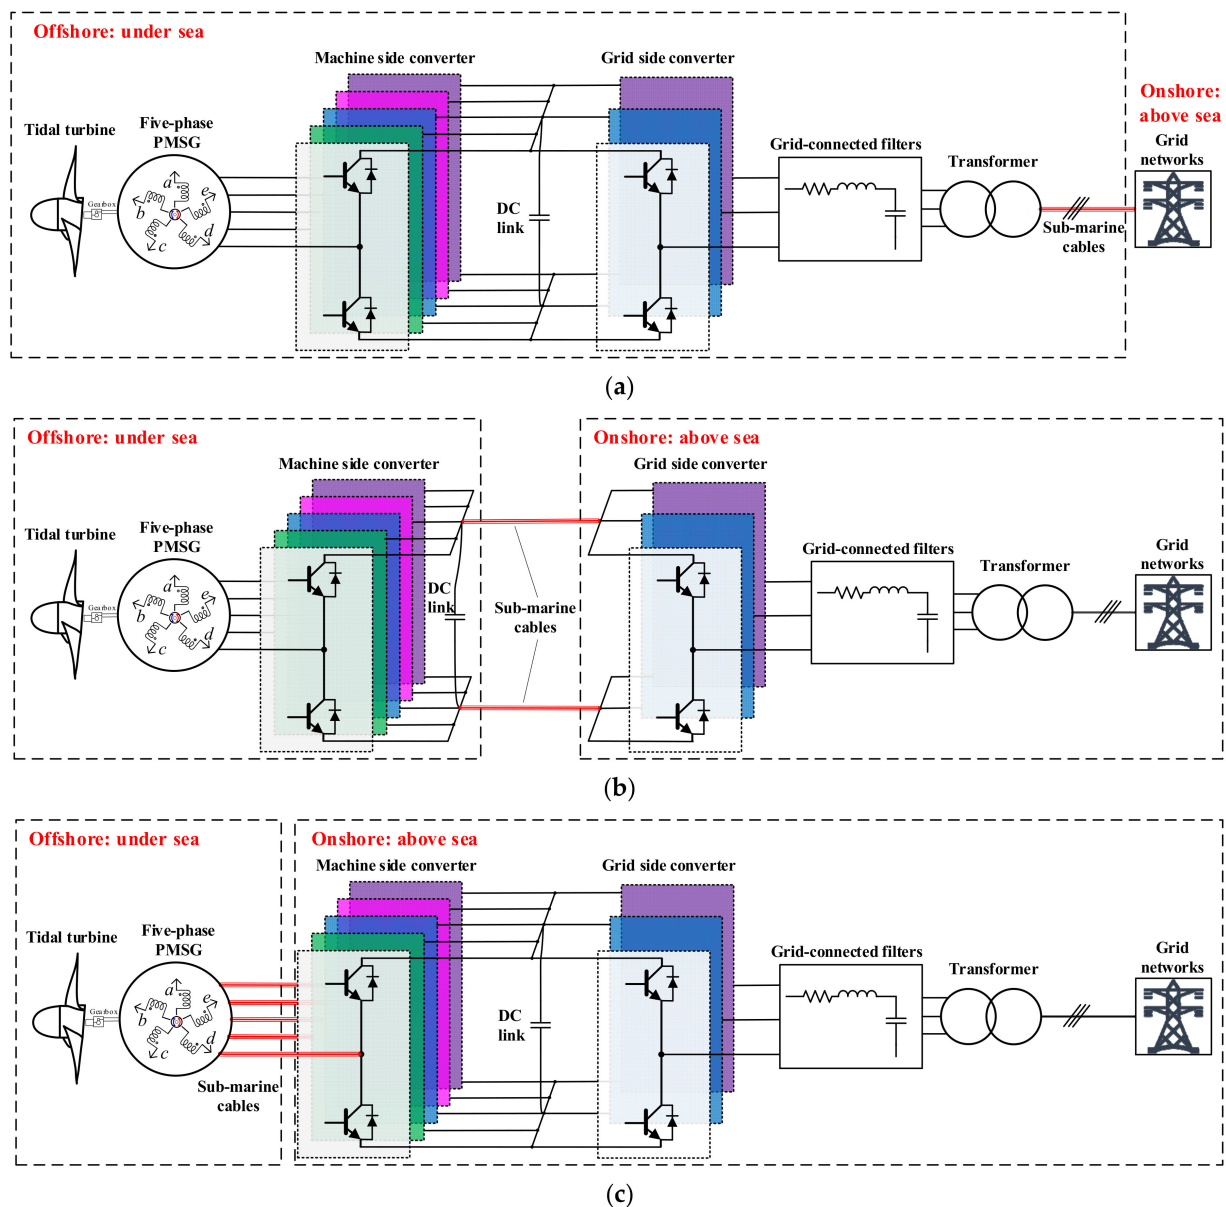 Offshore: under sea
Machine side converter
Grid side converter
Onshore:
above sea
Tidal turbine
Five-phase
PMSG
Grid-connected filters
Transformer
Grid
networks
Gearbox
a
b
c
d
e
DC
link
Sub-marine
cables
(a)
Offshore: under sea
Onshore: above sea
Machine side converter
Grid side converter
Tidal turbine
Five-phase
PMSG
Grid-connected filters
Transformer
Grid
networks
Gearbox
a
b
c
d
e
DC
link
Sub-marine
cables
(b)
Offshore: under sea
Onshore: above sea
Machine side converter
Grid side converter
Tidal turbine
Five-phase
PMSG
Grid-connected filters
Transformer
Grid
networks
Gearbox
a
b
c
d
e
DC
link
Sub-marine
cables
(c)